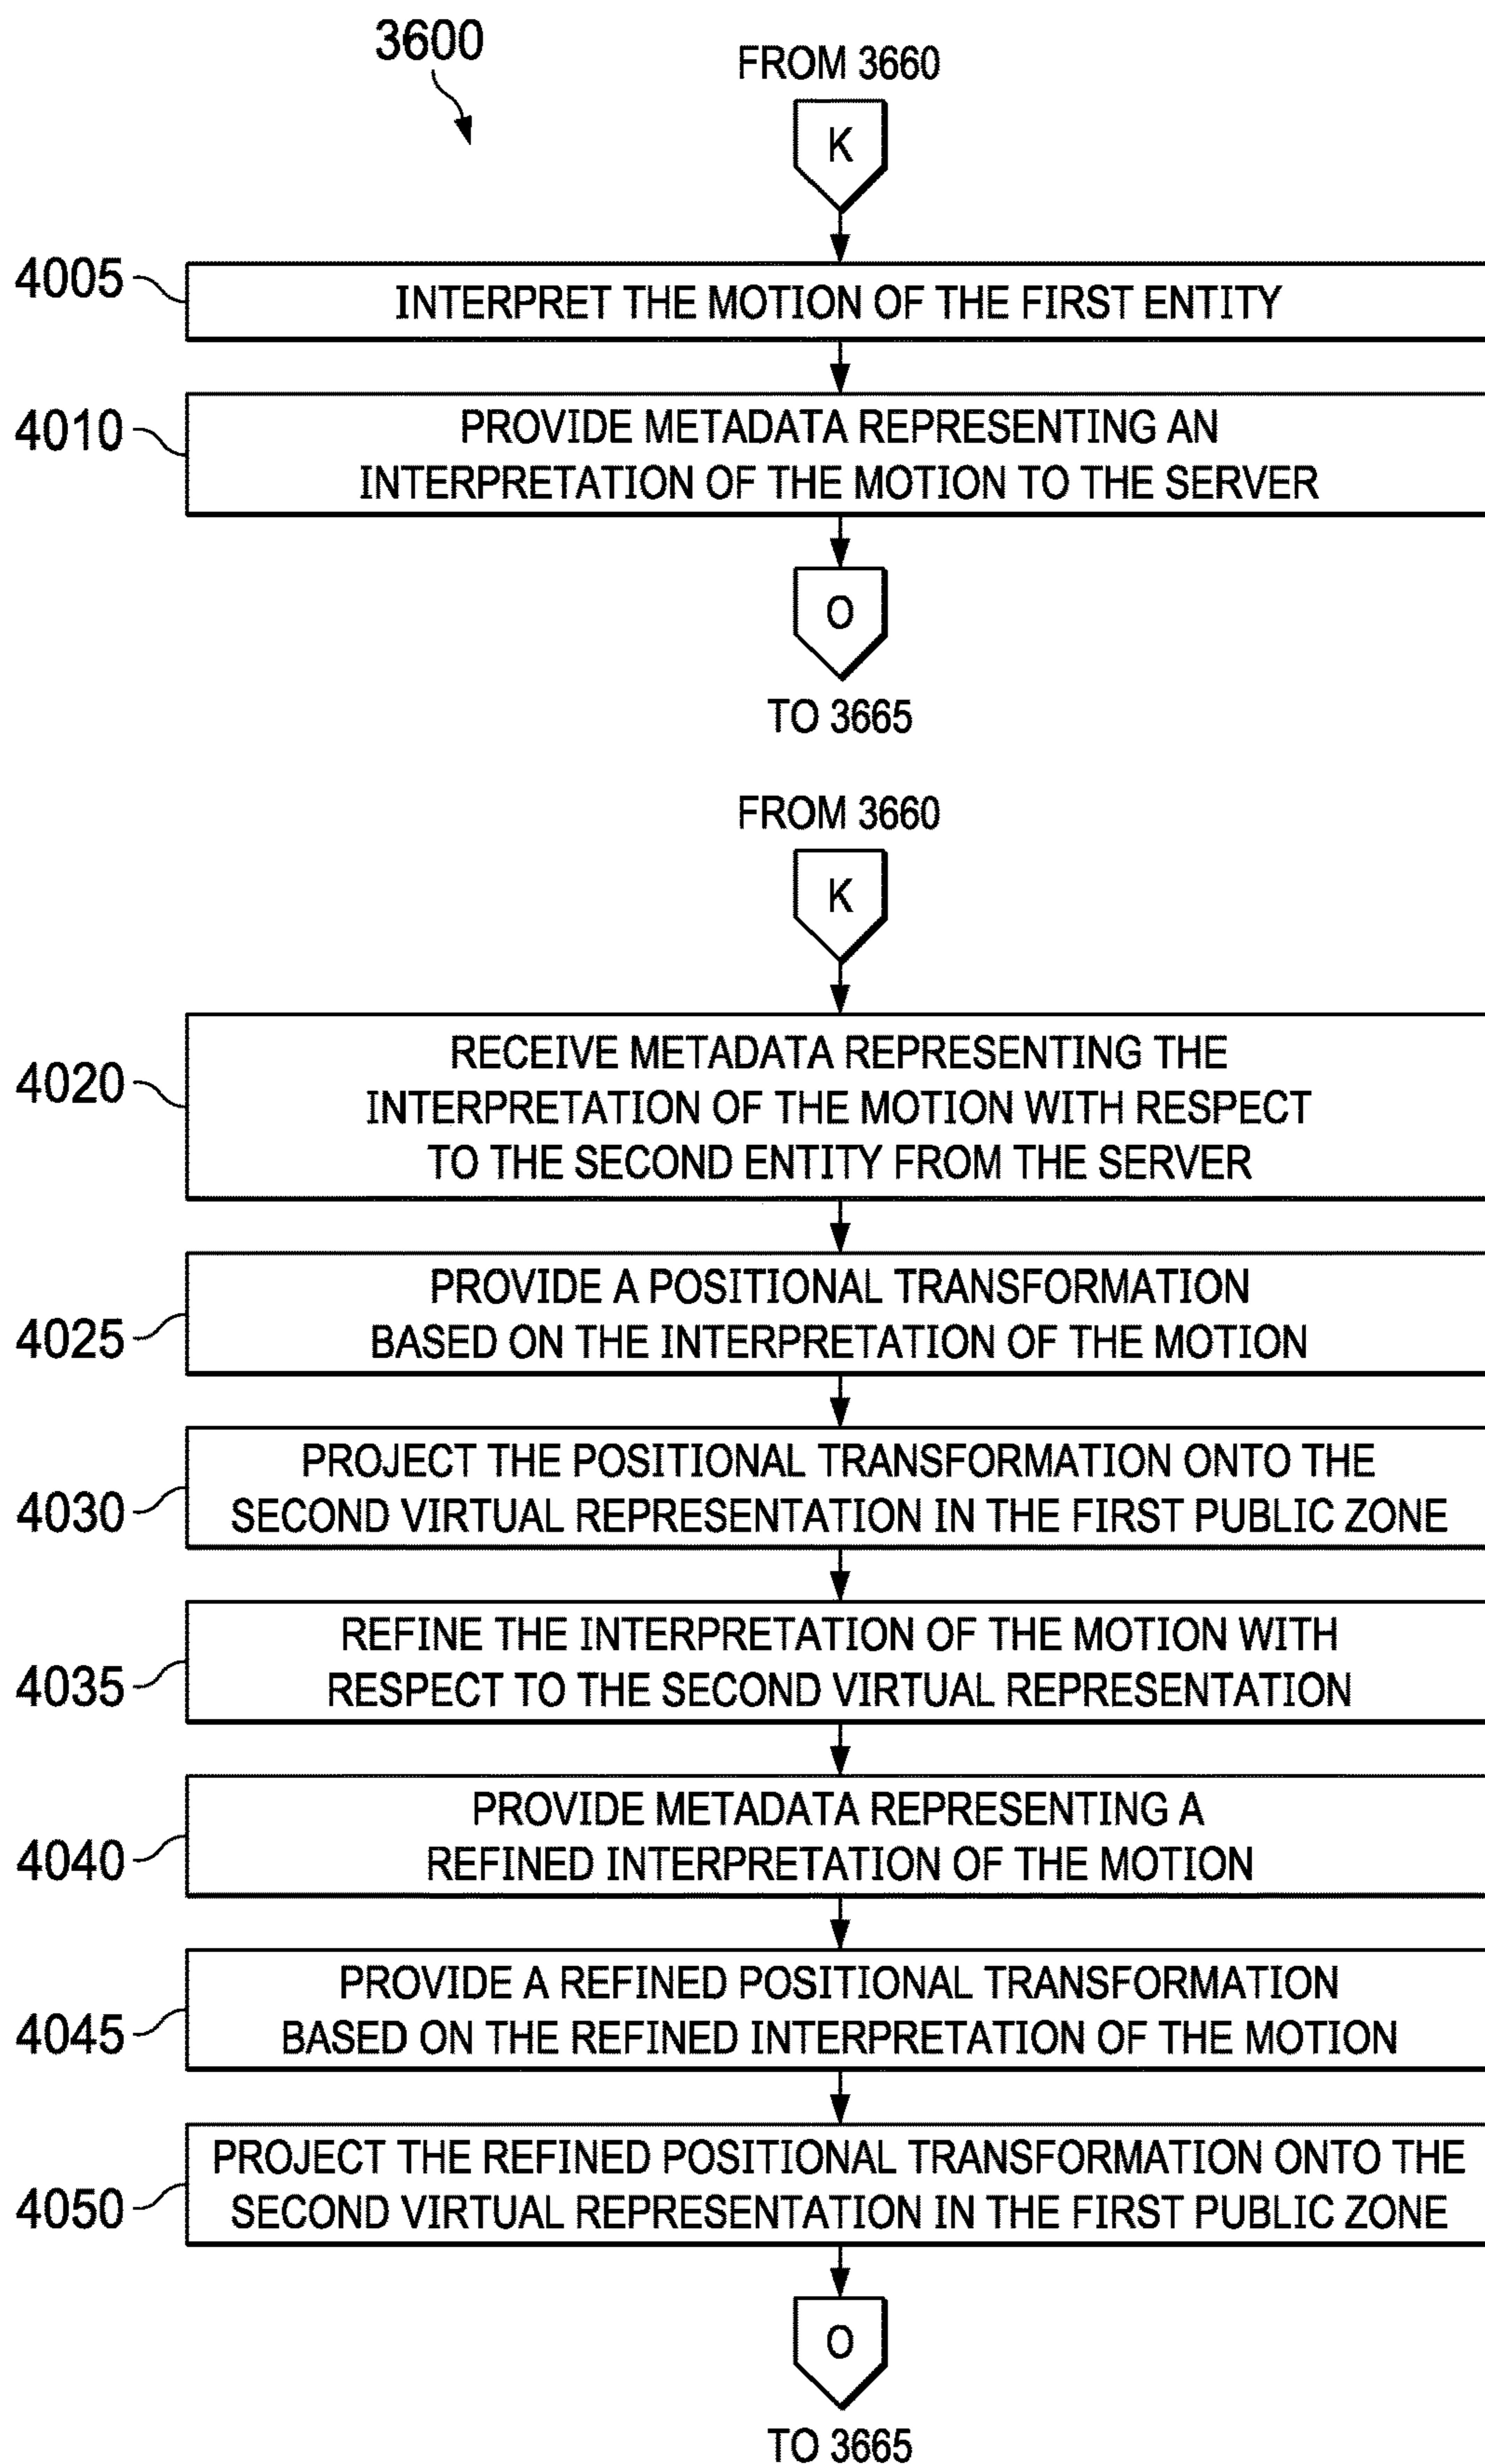 3600
FROM 3660
K
4005
INTERPRET THE MOTION OF THE FIRST ENTITY
4010
PROVIDE METADATA REPRESENTING AN
INTERPRETATION OF THE MOTION TO THE SERVER
O
TO 3665
FROM 3660
K
4020
RECEIVE METADATA REPRESENTING THE
INTERPRETATION OF THE MOTION WITH RESPECT
TO THE SECOND ENTITY FROM THE SERVER
4025
PROVIDE A POSITIONAL TRANSFORMATION
BASED ON THE INTERPRETATION OF THE MOTION
4030
PROJECT THE POSITIONAL TRANSFORMATION ONTO THE
SECOND VIRTUAL REPRESENTATION IN THE FIRST PUBLIC ZONE
4035
REFINE THE INTERPRETATION OF THE MOTION WITH
RESPECT TO THE SECOND VIRTUAL REPRESENTATION
4040
PROVIDE METADATA REPRESENTING A
REFINED INTERPRETATION OF THE MOTION
4045
PROVIDE A REFINED POSITIONAL TRANSFORMATION
BASED ON THE REFINED INTERPRETATION OF THE MOTION
4050
PROJECT THE REFINED POSITIONAL TRANSFORMATION ONTO THE
SECOND VIRTUAL REPRESENTATION IN THE FIRST PUBLIC ZONE
O
TO 3665